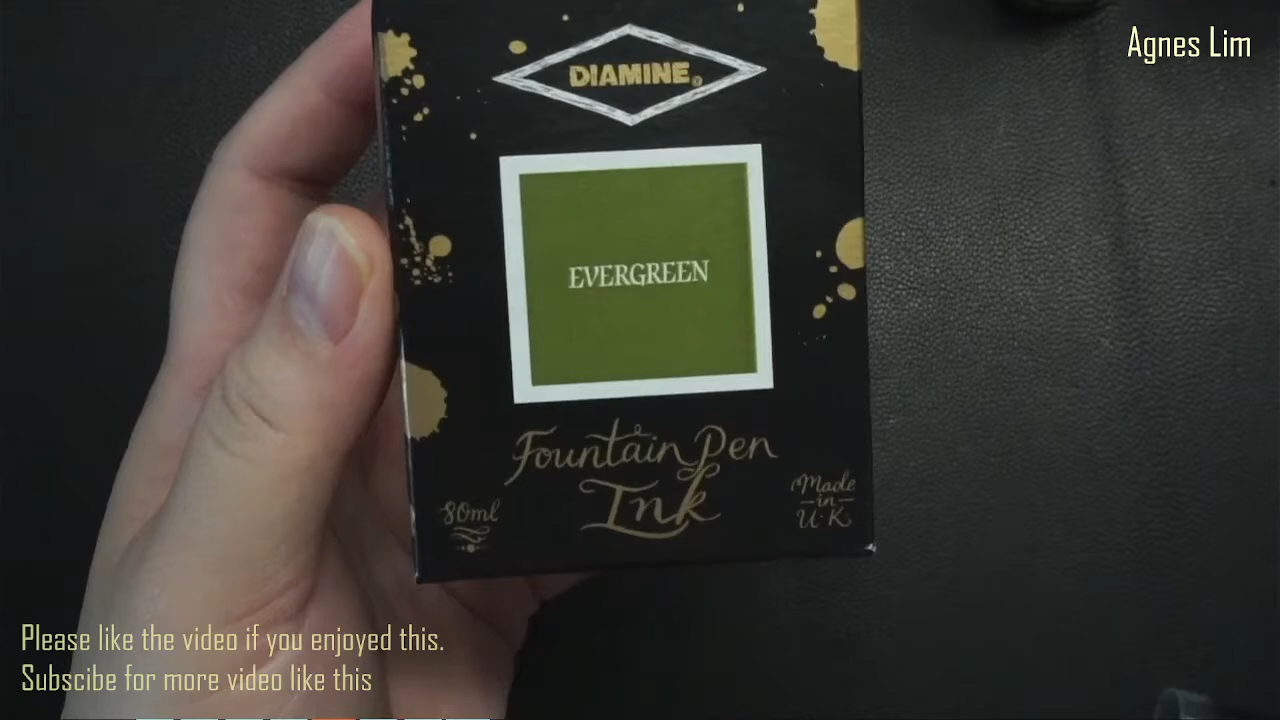 Agnes Lim
DIAMINE®
EVERGREEN
Fountain Pen
Ink
80ml
Made
in
U.K
Please like the video if you enjoyed this.
Subscibe for more video like this